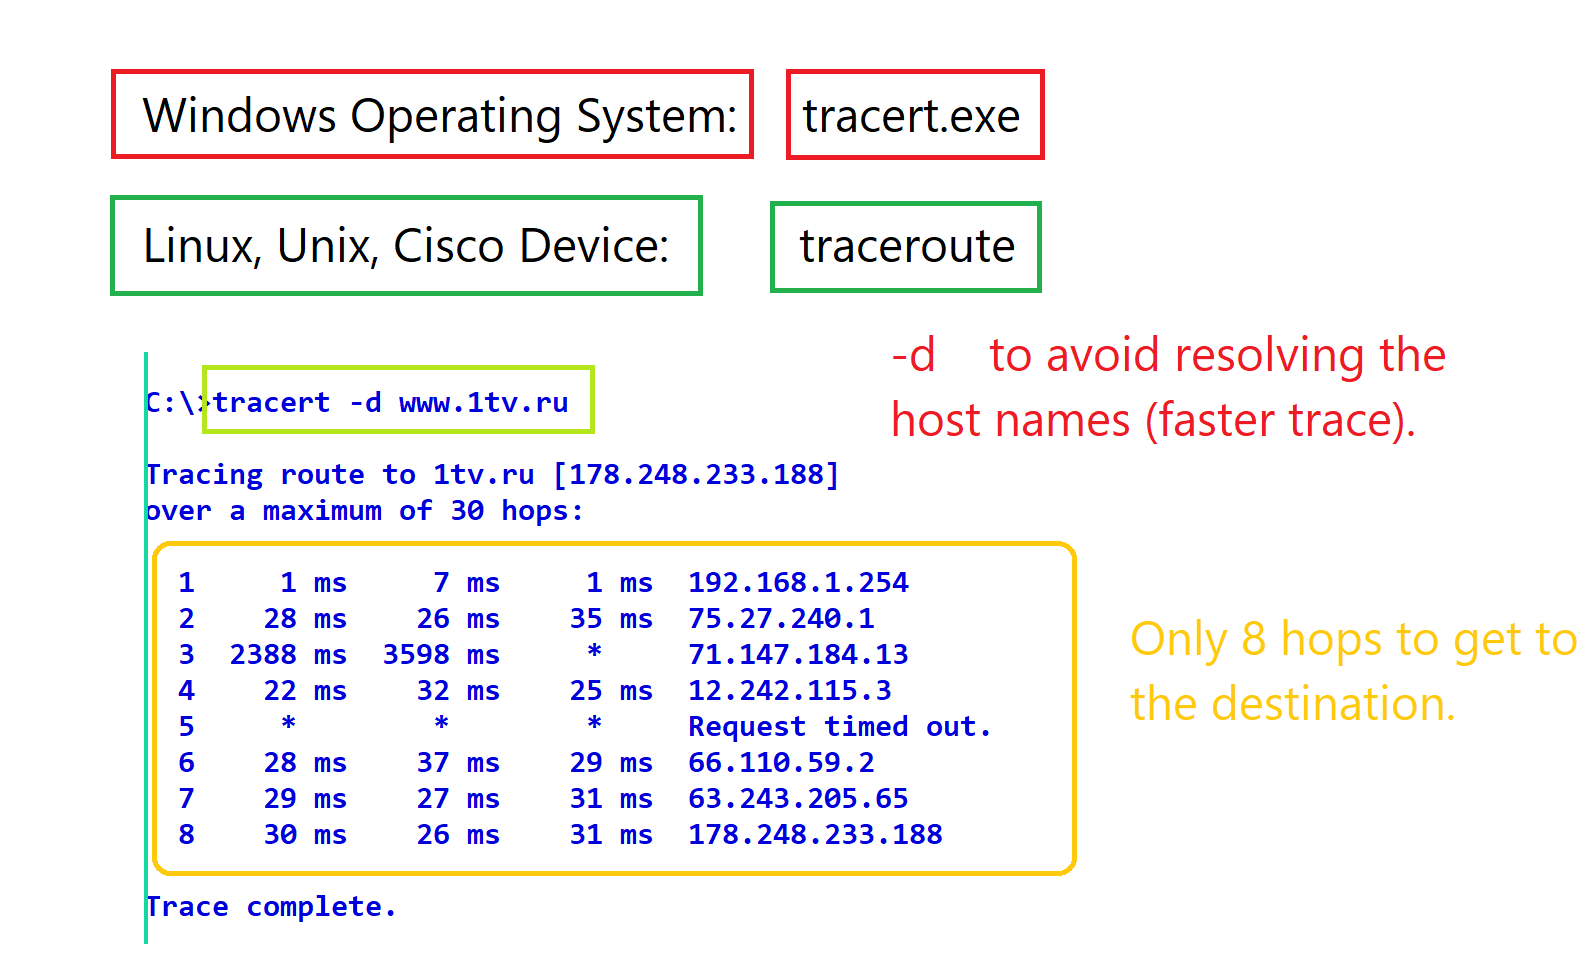 Windows Operating System: tracert.exe
Linux, Unix, Cisco Device: traceroute
-d to avoid resolving the
host names (faster trace).
C:\>tracert -d www.1tv.ru
Tracing route to 1tv.ru [178.248.233.188]
over a maximum of 30 hops:
1 1 ms 7 ms 1 ms 192.168.1.254
2 28 ms 26 ms 35 ms 75.27.240.1
3 2388 ms 3598 ms * 71.147.184.13
4 22 ms 32 ms 25 ms 12.242.115.3
5 * * * Request timed out.
6 28 ms 37 ms 29 ms 66.110.59.2
7 29 ms 27 ms 31 ms 63.243.205.65
8 30 ms 26 ms 31 ms 178.248.233.188
Only 8 hops to get to
the destination.
Trace complete.